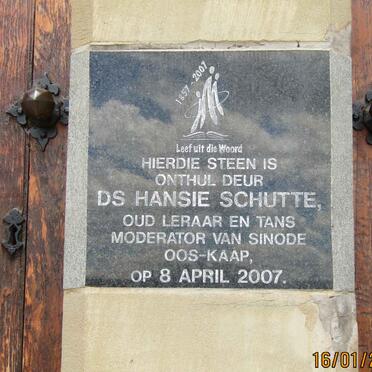 1857-2007
Leef uit die Woord
HIERDIE STEEN IS
ONTHUL DEUR
DS HANSIE SCHUTTE,
OUD LERAAR EN TANS
MODERATOR VAN SINODE
OOS-KAAP,
OP 8 APRIL 2007.
16/01/2